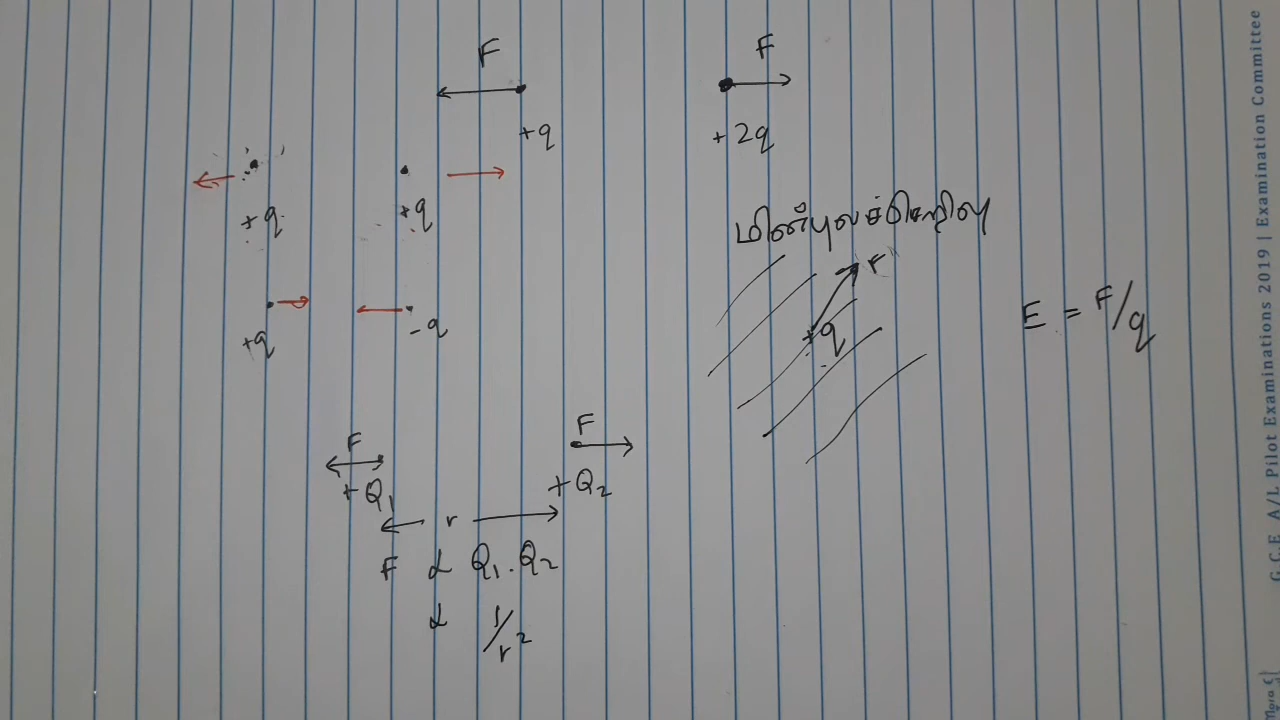 F
F
+q
+2q
+q
+q
மின்புலச்செறிவு
F
+q
E = F/q
+q
-q
F
F
+Q₁
+Q₂
r
F α Q₁.Q₂
α 1/r²
G.C.E A/L Pilot Examinations 2019 | Examination Committee